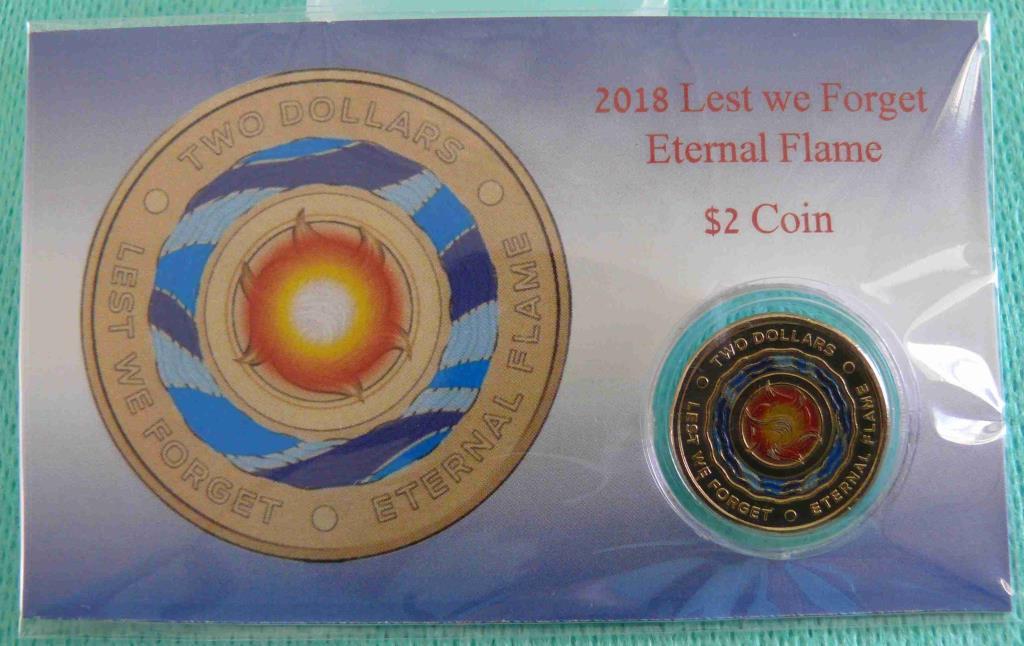 TWO DOLLARS
LEST WE FORGET
ETERNAL FLAME
2018 Lest we Forget
Eternal Flame
$2 Coin
TWO DOLLARS
LEST WE FORGET
ETERNAL FLAME